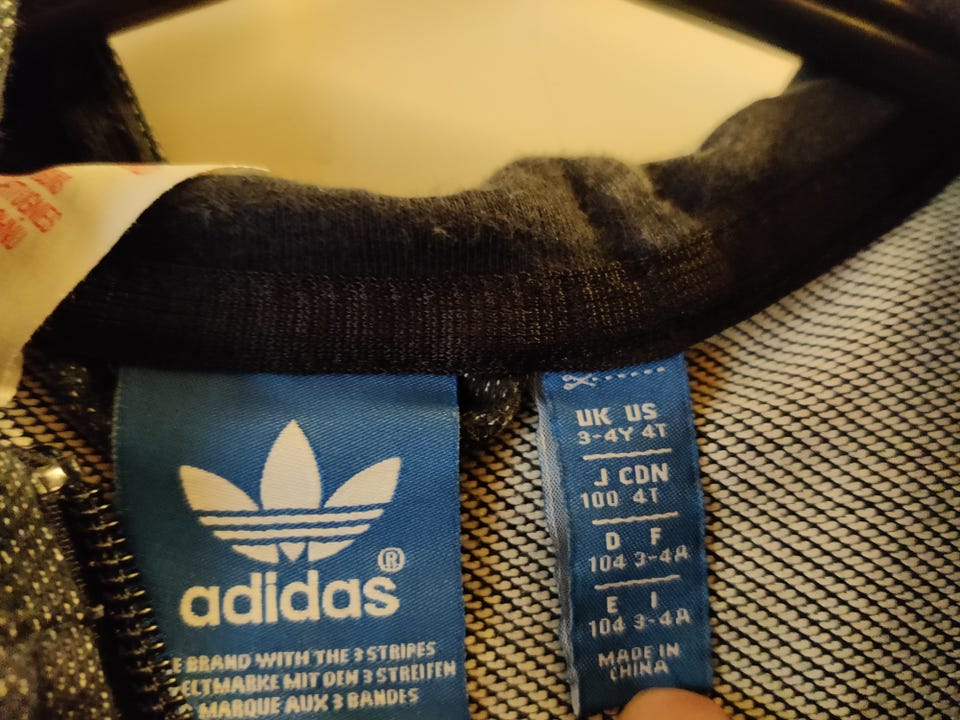 adidas
®
E BRAND WITH THE 3 STRIPES
ELTMARKE MIT DEN 3 STREIFEN
MARQUE AUX 3 BANDES
UK US
3-4Y 4T
J CDN
100 4T
D F
104 3-4A
E I
104 3-4A
MADE IN
CHINA